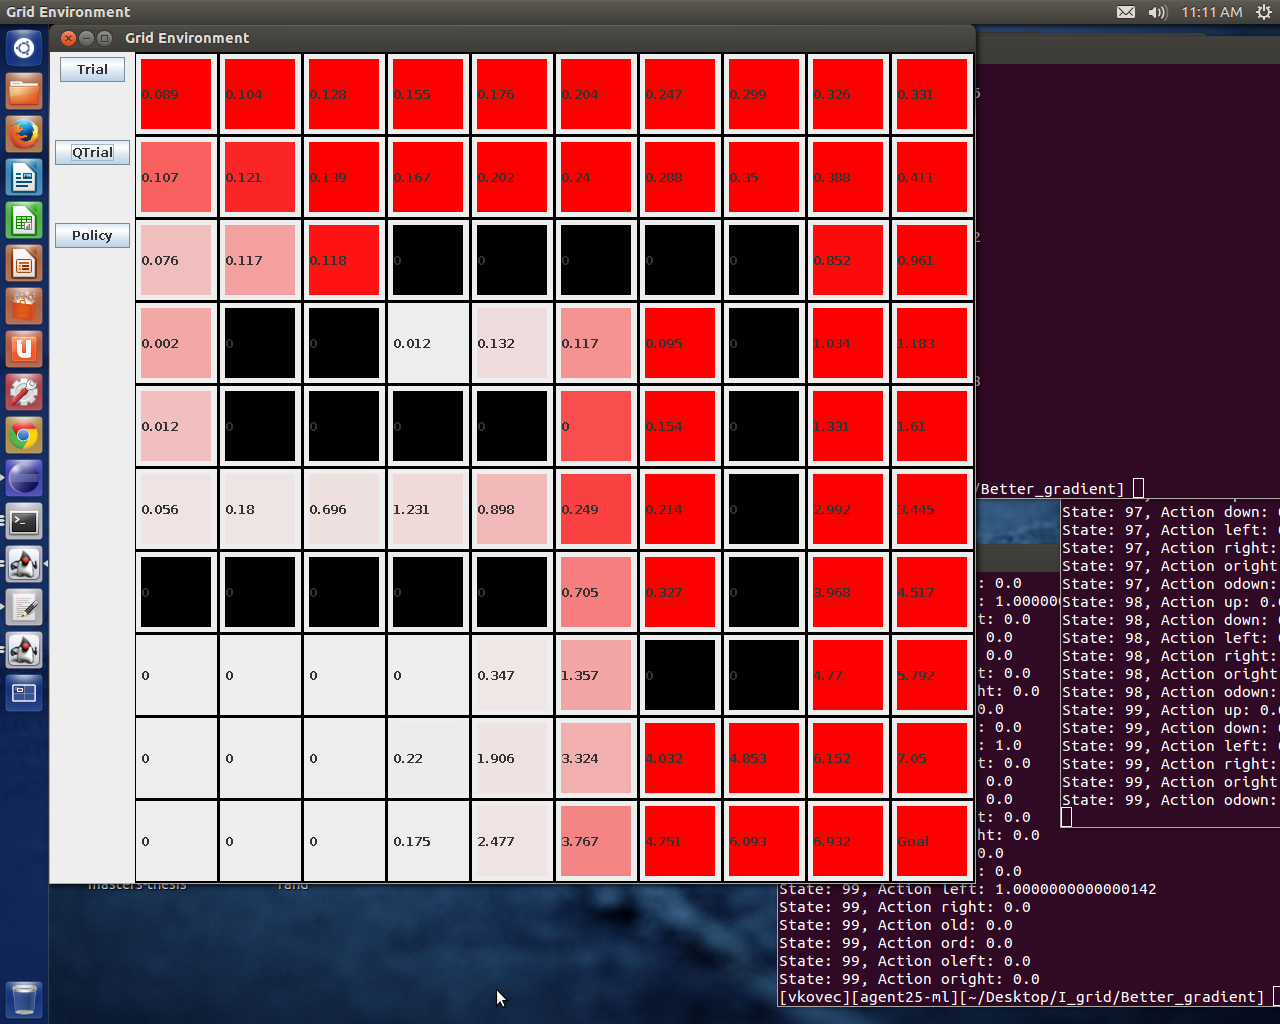 Grid Environment
11:11 AM
Grid Environment
Trial
0.089 0.104 0.128 0.155 0.176 0.204 0.247 0.299 0.326 0.331
QTrial
0.107 0.121 0.139 0.167 0.202 0.24 0.288 0.35 0.388 0.411
Policy
0.076 0.117 0.118 0 0 0 0 0 0.852 0.961
0.002 0 0 0.012 0.132 0.117 0.095 0 1.034 1.183
0.012 0 0 0 0 0 0.154 0 1.331 1.61
0.056 0.18 0.696 1.231 0.898 0.249 0.214 0 2.992 3.445
0 0 0 0 0 0.705 0.327 0 3.968 4.517
0 0 0 0 0.347 1.357 0 0 4.77 5.792
0 0 0 0.22 1.906 3.324 4.032 4.853 6.152 7.05
0 0 0 0.175 2.477 3.767 4.751 6.093 6.932 Goal
/Better_gradient]
State: 97, Action down:
State: 97, Action left:
State: 97, Action right:
State: 97, Action oright
State: 97, Action odown:
State: 98, Action up: 0.
State: 98, Action down:
State: 98, Action left:
State: 98, Action right:
State: 98, Action oright
State: 98, Action odown:
State: 99, Action up: 0.
State: 99, Action down:
State: 99, Action left:
State: 99, Action right:
State: 99, Action oright
State: 99, Action odown:
: 0.0
: 1.00000
t: 0.0
0.0
0.0
t: 0.0
ht: 0.0
0.0
: 0.0
: 1.0
t: 0.0
0.0
0.0
t: 0.0
ht: 0.0
0.0
: 0.0
State: 99, Action left: 1.0000000000000142
State: 99, Action right: 0.0
State: 99, Action old: 0.0
State: 99, Action ord: 0.0
State: 99, Action oleft: 0.0
State: 99, Action oright: 0.0
[vkovec][agent25-ml][~/Desktop/I_grid/Better_gradient]
masters-thesis
rand